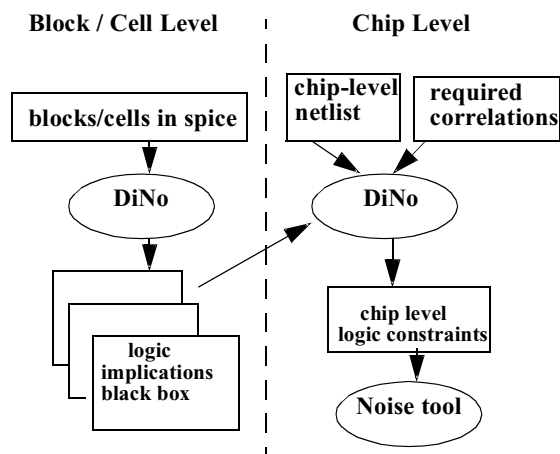 Block / Cell Level
blocks/cells in spice
DiNo
logic
implications
black box
Chip Level
chip-level
netlist
required
correlations
DiNo
chip level
logic constraints
Noise tool